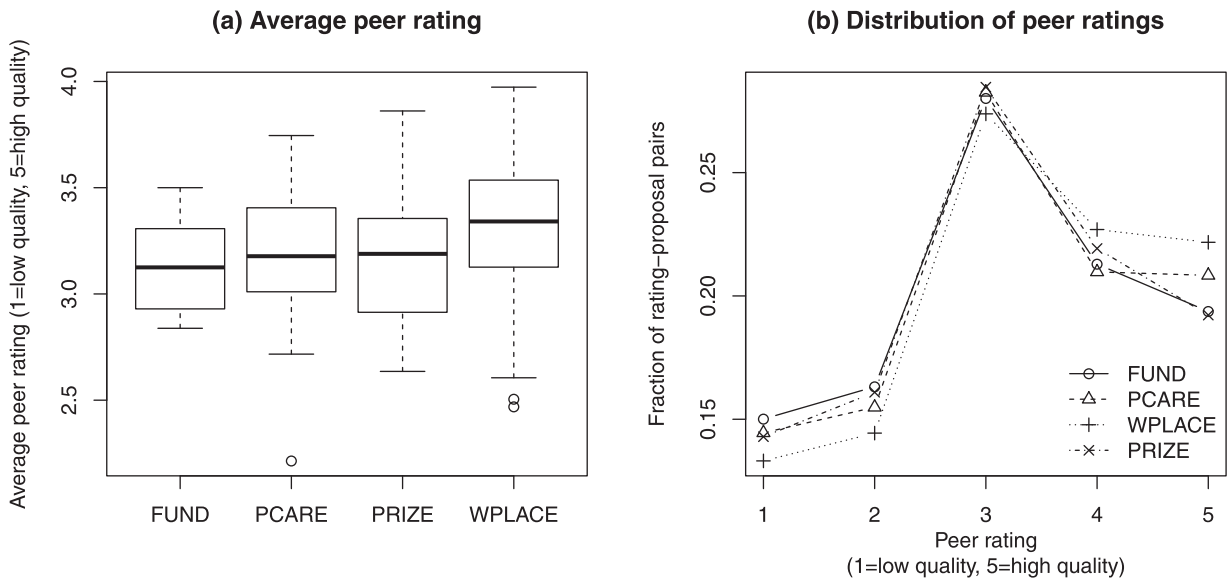 (a) Average peer rating
Average peer rating (1=low quality, 5=high quality)
4.0
3.5
3.0
2.5
FUND
PCARE
PRIZE
WPLACE
(b) Distribution of peer ratings
Fraction of rating−proposal pairs
0.25
0.20
0.15
FUND
PCARE
WPLACE
PRIZE
1
2
3
4
5
Peer rating
(1=low quality, 5=high quality)